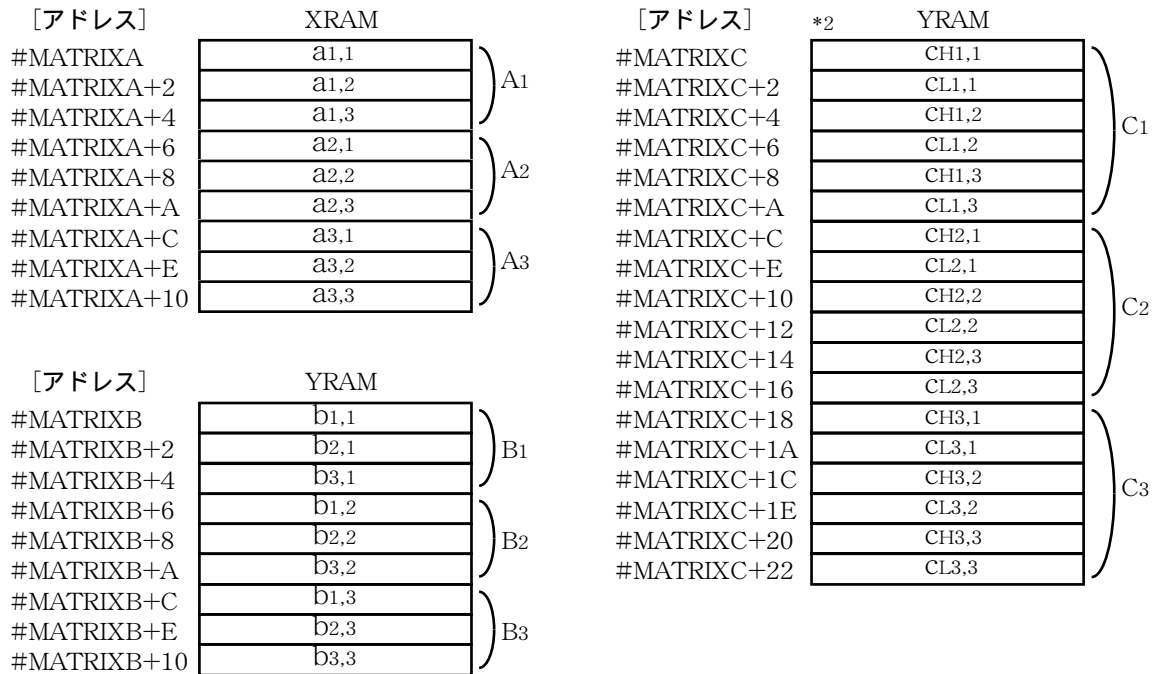 ［アドレス］ XRAM
#MATRIXA a1,1
#MATRIXA+2 a1,2
#MATRIXA+4 a1,3
A1
#MATRIXA+6 a2,1
#MATRIXA+8 a2,2
#MATRIXA+A a2,3
A2
#MATRIXA+C a3,1
#MATRIXA+E a3,2
#MATRIXA+10 a3,3
A3
［アドレス］ YRAM
#MATRIXB b1,1
#MATRIXB+2 b2,1
#MATRIXB+4 b3,1
B1
#MATRIXB+6 b1,2
#MATRIXB+8 b2,2
#MATRIXB+A b3,2
B2
#MATRIXB+C b1,3
#MATRIXB+E b2,3
#MATRIXB+10 b3,3
B3
［アドレス］ *2 YRAM
#MATRIXC CH1,1
#MATRIXC+2 CL1,1
#MATRIXC+4 CH1,2
#MATRIXC+6 CL1,2
#MATRIXC+8 CH1,3
#MATRIXC+A CL1,3
C1
#MATRIXC+C CH2,1
#MATRIXC+E CL2,1
#MATRIXC+10 CH2,2
#MATRIXC+12 CL2,2
#MATRIXC+14 CH2,3
#MATRIXC+16 CL2,3
C2
#MATRIXC+18 CH3,1
#MATRIXC+1A CL3,1
#MATRIXC+1C CH3,2
#MATRIXC+1E CL3,2
#MATRIXC+20 CH3,3
#MATRIXC+22 CL3,3
C3